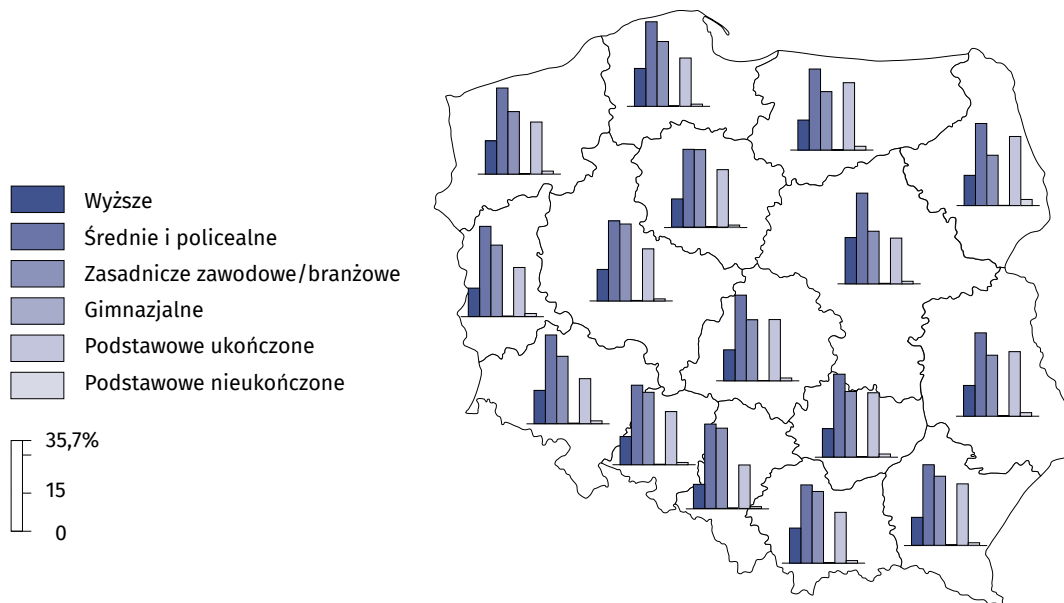 Wyższe
Średnie i policealne
Zasadnicze zawodowe/branżowe
Gimnazjalne
Podstawowe ukończone
Podstawowe nieukończone
35,7%
15
0